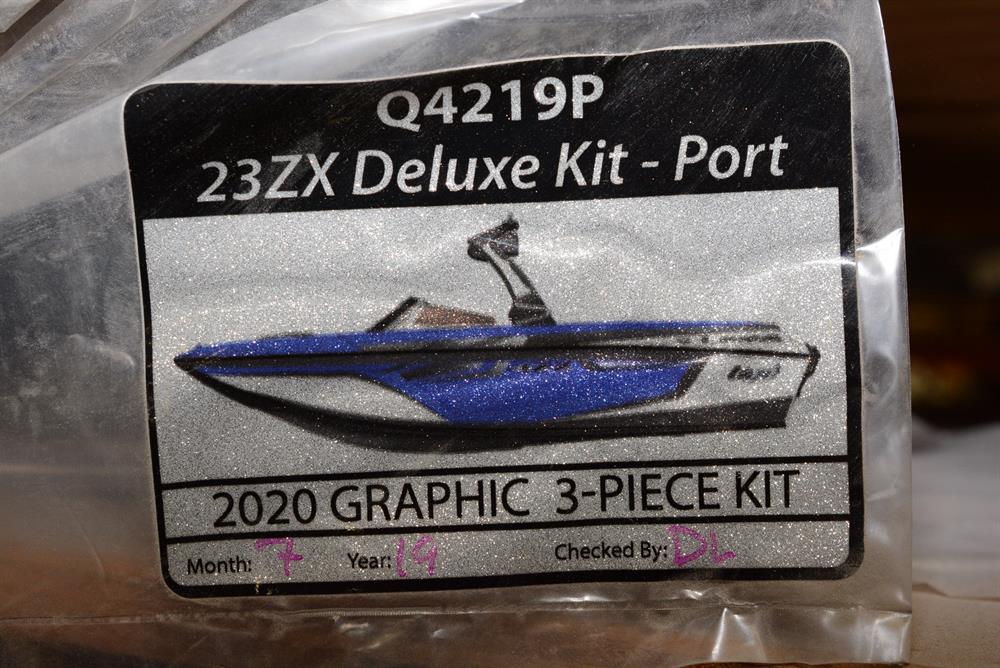 Q4219P
23ZX Deluxe Kit - Port
2020 GRAPHIC 3-PIECE KIT
Month: 7 Year: 19 Checked By: DL